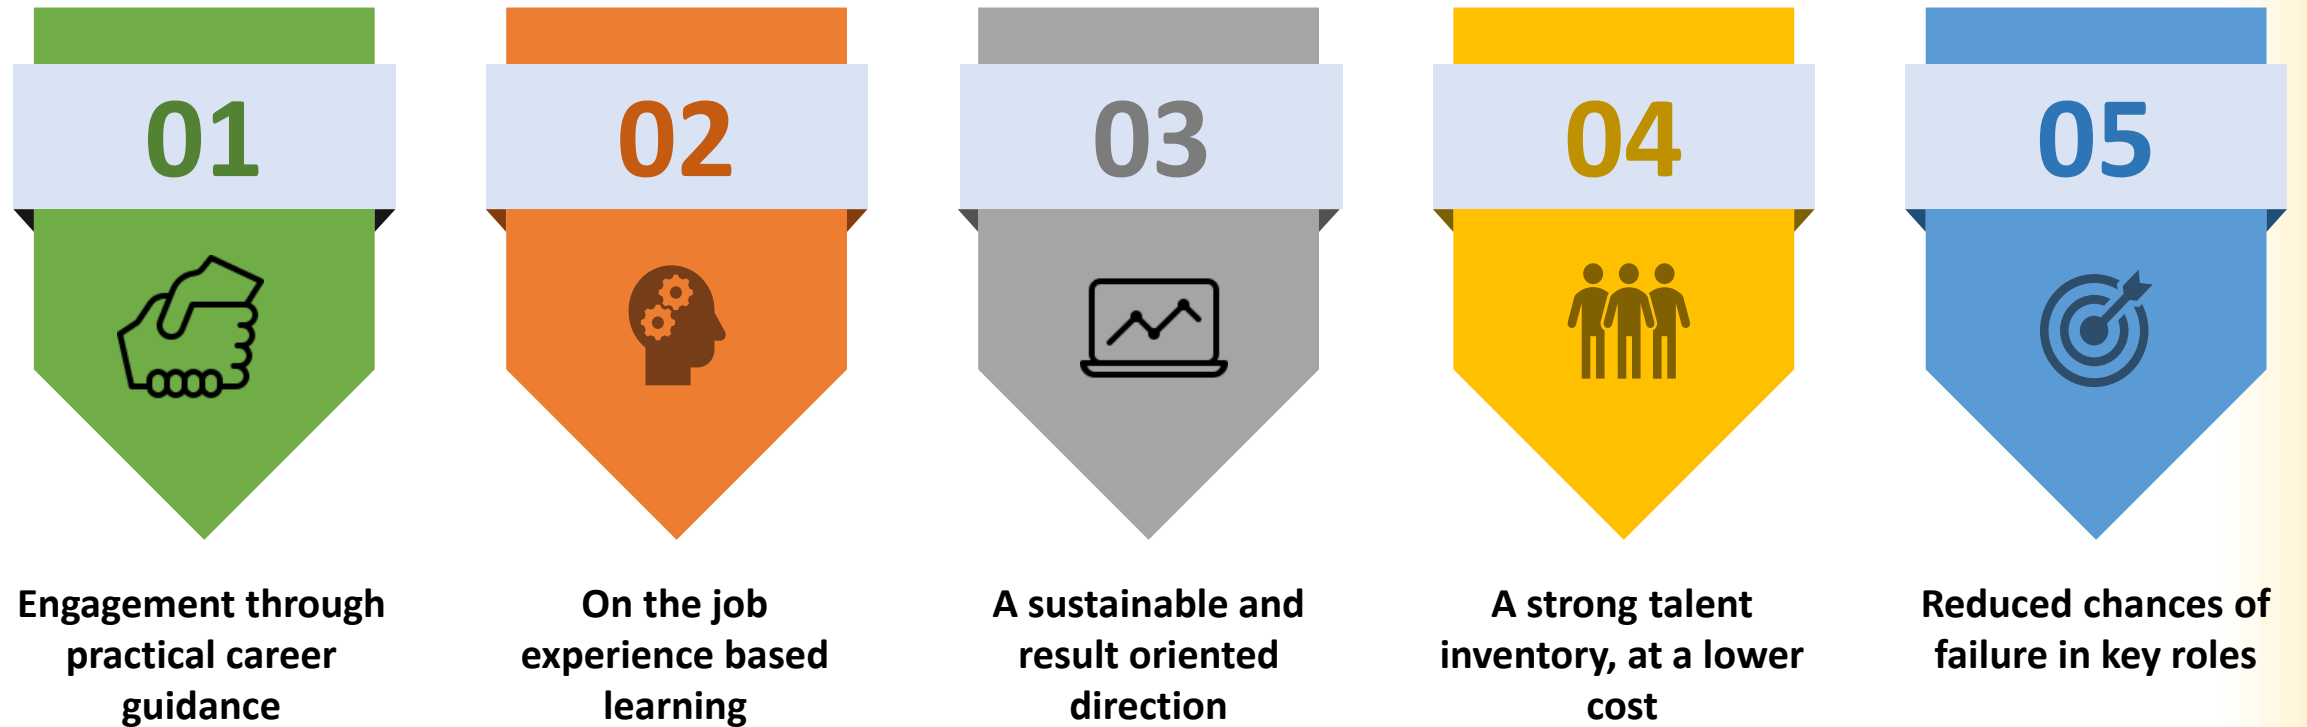 01
Engagement through
practical career
guidance
02
On the job
experience based
learning
03
A sustainable and
result oriented
direction
04
A strong talent
inventory, at a lower
cost
05
Reduced chances of
failure in key roles